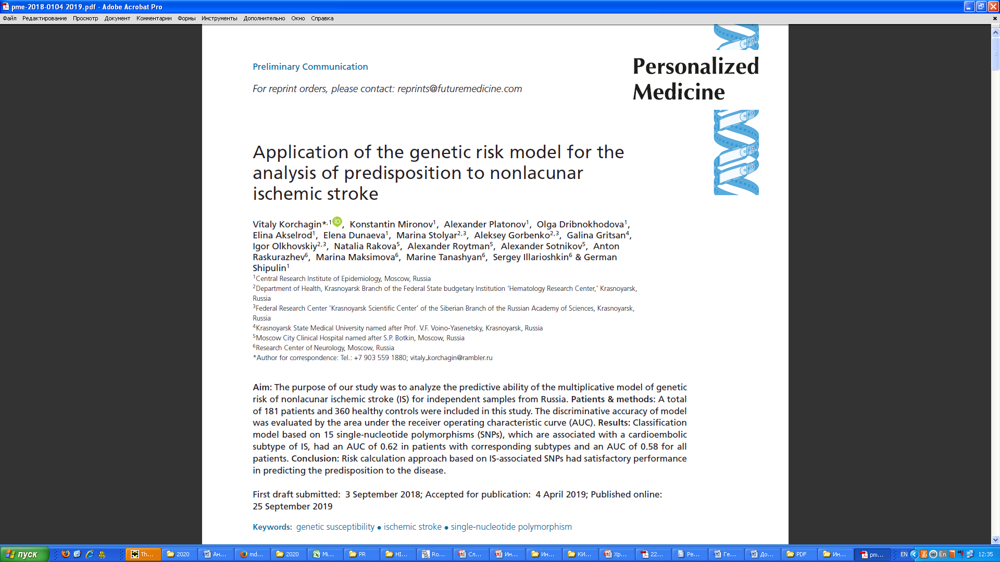 pme-2018-0104 2019.pdf - Adobe Acrobat Pro
Файл Редактирование Просмотр Документ Комментарии Формы Инструменты Дополнительно Окно Справка
Preliminary Communication
For reprint orders, please contact: reprints@futuremedicine.com
Personalized
Medicine
Application of the genetic risk model for the
analysis of predisposition to nonlacunar
ischemic stroke
Vitaly Korchagin*,1 iD, Konstantin Mironov1, Alexander Platonov1, Olga Dribnokhodova1,
Elina Akselrod1, Elena Dunaeva1, Marina Stolyar2,3, Aleksey Gorbenko2,3, Galina Gritsan4,
Igor Olkhovskiy2,3, Natalia Rakova5, Alexander Roytman5, Alexander Sotnikov5, Anton
Raskurazhev6, Marina Maksimova6, Marine Tanashyan6, Sergey Illarioshkin6 & German
Shipulin1
1Central Research Institute of Epidemiology, Moscow, Russia
2Department of Health, Krasnoyarsk Branch of the Federal State budgetary Institution ‘Hematology Research Center,’ Krasnoyarsk,
Russia
3Federal Research Center ‘Krasnoyarsk Scientific Center’ of the Siberian Branch of the Russian Academy of Sciences, Krasnoyarsk,
Russia
4Krasnoyarsk State Medical University named after Prof. V.F. Voino-Yasenetsky, Krasnoyarsk, Russia
5Moscow City Clinical Hospital named after S.P. Botkin, Moscow, Russia
6Research Center of Neurology, Moscow, Russia
*Author for correspondence: Tel.: +7 903 559 1880; vitaly_korchagin@rambler.ru
Aim: The purpose of our study was to analyze the predictive ability of the multiplicative model of genetic
risk of nonlacunar ischemic stroke (IS) for independent samples from Russia. Patients & methods: A total
of 181 patients and 360 healthy controls were included in this study. The discriminative accuracy of model
was evaluated by the area under the receiver operating characteristic curve (AUC). Results: Classification
model based on 15 single-nucleotide polymorphisms (SNPs), which are associated with a cardioembolic
subtype of IS, had an AUC of 0.62 in patients with corresponding subtypes and an AUC of 0.58 for all
patients. Conclusion: Risk calculation approach based on IS-associated SNPs had satisfactory performance
in predicting the predisposition to the disease.
First draft submitted: 3 September 2018; Accepted for publication: 4 April 2019; Published online:
25 September 2019
Keywords: genetic susceptibility • ischemic stroke • single-nucleotide polymorphism
пуск Th... 2020 Ан... md... 2020 Mi... PR HI... Ro... Сл... Ин... Ин... КИ... Хр... 22... Ре... Ге... До... PDF Ин... pm... EN En 12:35